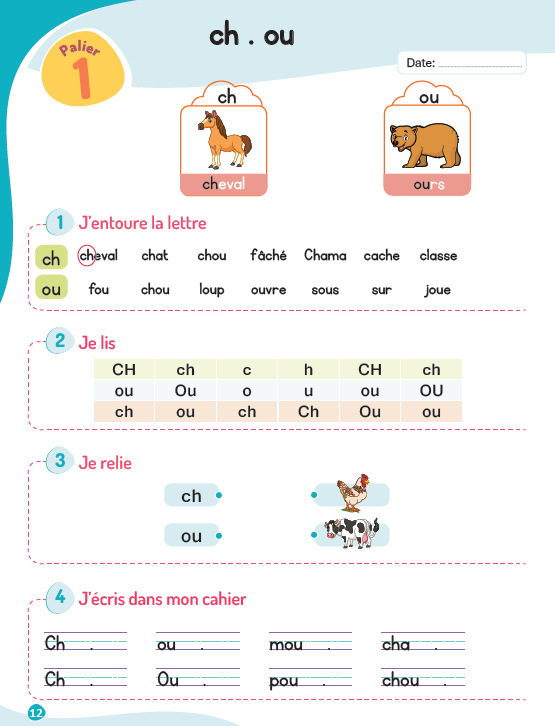 ch . ou
Palier
1
Date:
ch ou
cheval ours
1 J'entoure la lettre
ch cheval chat chou fâché Chama cache classe
ou fou chou loup ouvre sous sur joue
2 Je lis
CH ch c h CH ch
ou Ou o u ou OU
ch ou ch Ch Ou ou
3 Je relie
ch
ou
4 J'écris dans mon cahier
Ch . ou . mou . cha .
Ch . Ou . pou . chou .
12